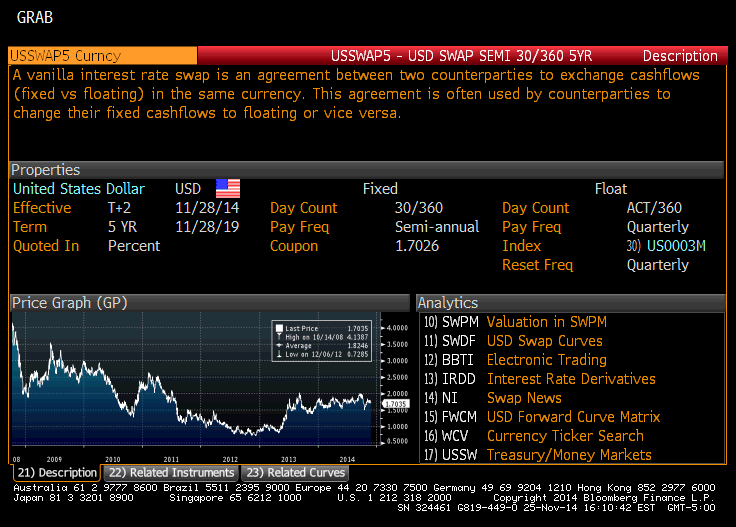 GRAB
USSWAP5 Curncy USSWAP5 - USD SWAP SEMI 30/360 5YR Description
A vanilla interest rate swap is an agreement between two counterparties to exchange cashflows
(fixed vs floating) in the same currency. This agreement is often used by counterparties to
change their fixed cashflows to floating or vice versa.
Properties
United States Dollar USD Fixed Float
Effective T+2 11/28/14 Day Count 30/360 Day Count ACT/360
Term 5 YR 11/28/19 Pay Freq Semi-annual Pay Freq Quarterly
Quoted In Percent Coupon 1.7026 Index 30) US0003M
Reset Freq Quarterly
Price Graph (GP) Analytics
Last Price 1.7035
High on 10/14/08 4.1387
Average 1.8246
Low on 12/06/12 0.7285
4.0000
3.5000
3.0000
2.5000
2.0000
1.7035
1.5000
1.0000
0.5000
08 2009 2010 2011 2012 2013 2014
10) SWPM Valuation in SWPM
11) SWDF USD Swap Curves
12) BBTI Electronic Trading
13) IRDD Interest Rate Derivatives
14) NI Swap News
15) FWCM USD Forward Curve Matrix
16) WCV Currency Ticker Search
17) USSW Treasury/Money Markets
21) Description 22) Related Instruments 23) Related Curves
Australia 61 2 9777 8600 Brazil 5511 2395 9000 Europe 44 20 7330 7500 Germany 49 69 9204 1210 Hong Kong 852 2977 6000
Japan 81 3 3201 8900 Singapore 65 6212 1000 U.S. 1 212 318 2000 Copyright 2014 Bloomberg Finance L.P.
SN 324461 G819-449-0 25-Nov-14 16:10:42 EST GMT-5:00